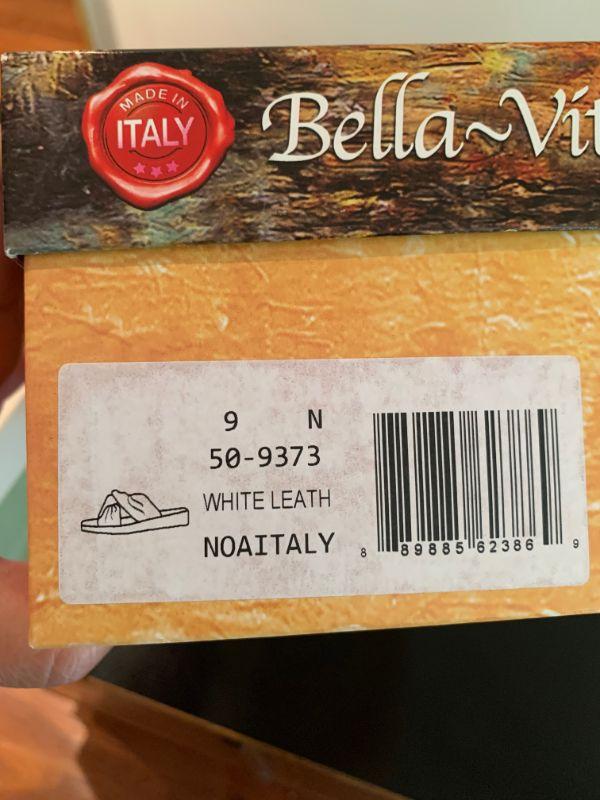 MADE IN
ITALY
Bella~Vit
9 N
50-9373
WHITE LEATH
NOAITALY
8 89885 62386 9